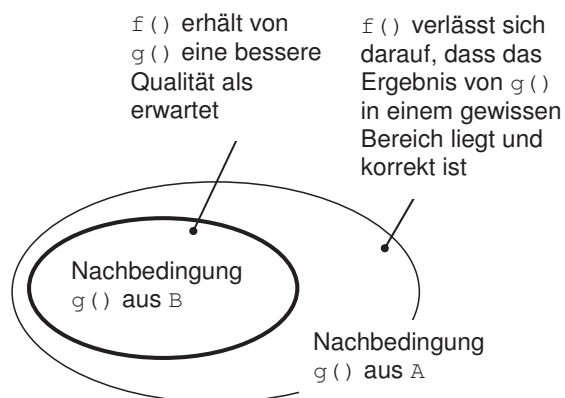 f() erhält von
g() eine bessere
Qualität als
erwartet
f() verlässt sich
darauf, dass das
Ergebnis von g()
in einem gewissen
Bereich liegt und
korrekt ist
Nachbedingung
g() aus B
Nachbedingung
g() aus A